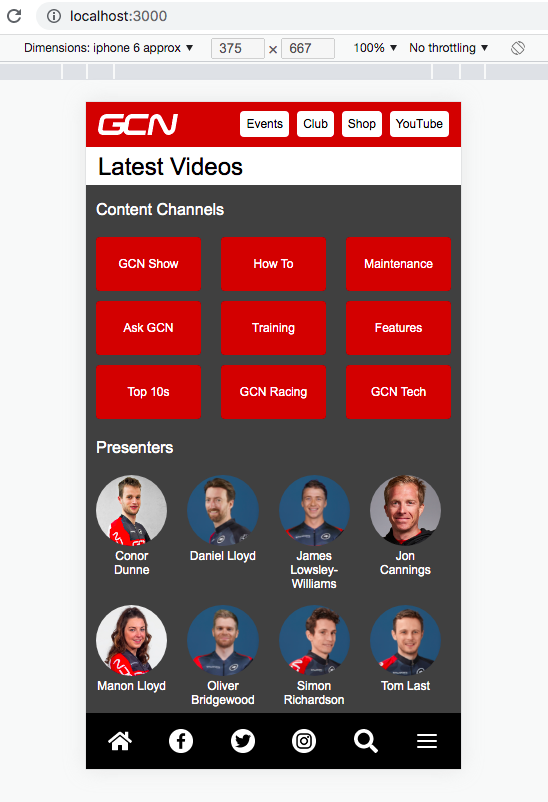 localhost:3000
Dimensions: iphone 6 approx ▼ 375 × 667 100% ▼ No throttling ▼
GCN Events Club Shop YouTube
Latest Videos
Content Channels
GCN Show How To Maintenance
Ask GCN Training Features
Top 10s GCN Racing GCN Tech
Presenters
Conor Dunne
Daniel Lloyd
James Lowsley-Williams
Jon Cannings
Manon Lloyd
Oliver Bridgewood
Simon Richardson
Tom Last